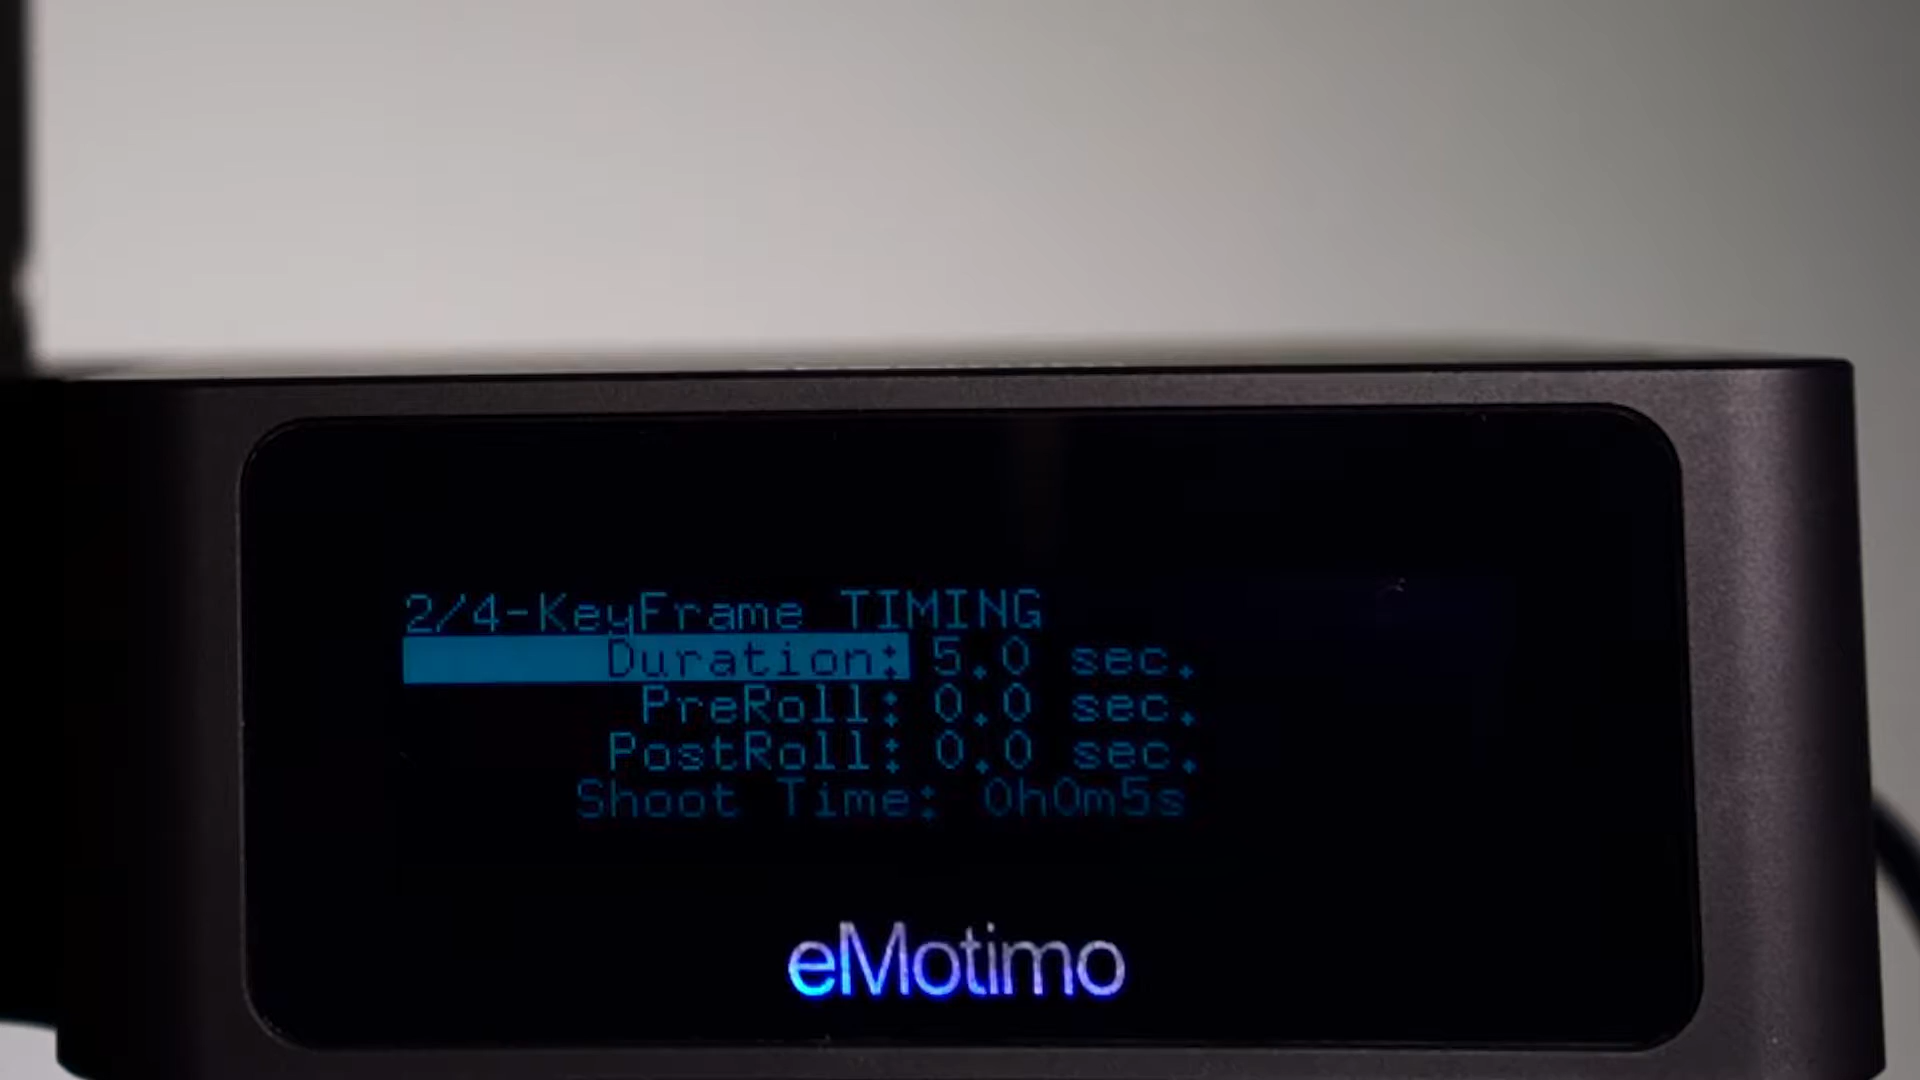 2/4-KeyFrame TIMING
Duration: 5.0 sec.
PreRoll: 0.0 sec.
PostRoll: 0.0 sec.
Shoot Time: 0h0m5s
eMotimo